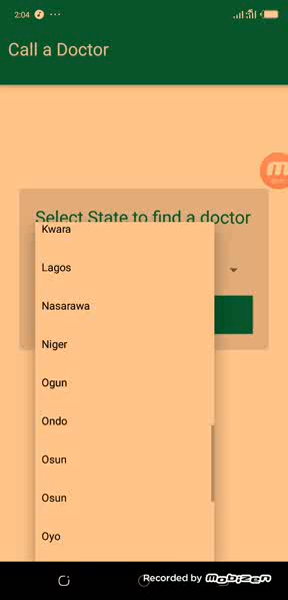 2:04
Call a Doctor
Select State to find a doctor
Kwara
Lagos
Nasarawa
Niger
Ogun
Ondo
Osun
Osun
Oyo
Recorded by mobizen